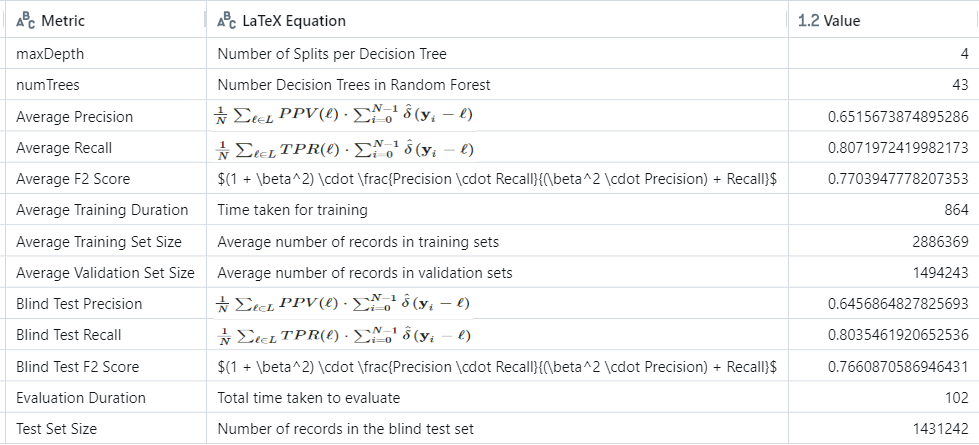 ABC Metric ABC LaTeX Equation 1.2 Value
maxDepth Number of Splits per Decision Tree 4
numTrees Number Decision Trees in Random Forest 43
Average Precision $\frac{1}{N} \sum_{\ell \in L} PPV(\ell) \cdot \sum_{i=0}^{N-1} \hat{\delta}(\mathbf{y}_i - \ell)$ 0.6515673874895286
Average Recall $\frac{1}{N} \sum_{\ell \in L} TPR(\ell) \cdot \sum_{i=0}^{N-1} \hat{\delta}(\mathbf{y}_i - \ell)$ 0.8071972419982173
Average F2 Score $(1 + \beta^2) \cdot \frac{Precision \cdot Recall}{(\beta^2 \cdot Precision) + Recall}$ 0.7703947778207353
Average Training Duration Time taken for training 864
Average Training Set Size Average number of records in training sets 2886369
Average Validation Set Size Average number of records in validation sets 1494243
Blind Test Precision $\frac{1}{N} \sum_{\ell \in L} PPV(\ell) \cdot \sum_{i=0}^{N-1} \hat{\delta}(\mathbf{y}_i - \ell)$ 0.6456864827825693
Blind Test Recall $\frac{1}{N} \sum_{\ell \in L} TPR(\ell) \cdot \sum_{i=0}^{N-1} \hat{\delta}(\mathbf{y}_i - \ell)$ 0.8035461920652536
Blind Test F2 Score $(1 + \beta^2) \cdot \frac{Precision \cdot Recall}{(\beta^2 \cdot Precision) + Recall}$ 0.7660870586946431
Evaluation Duration Total time taken to evaluate 102
Test Set Size Number of records in the blind test set 1431242